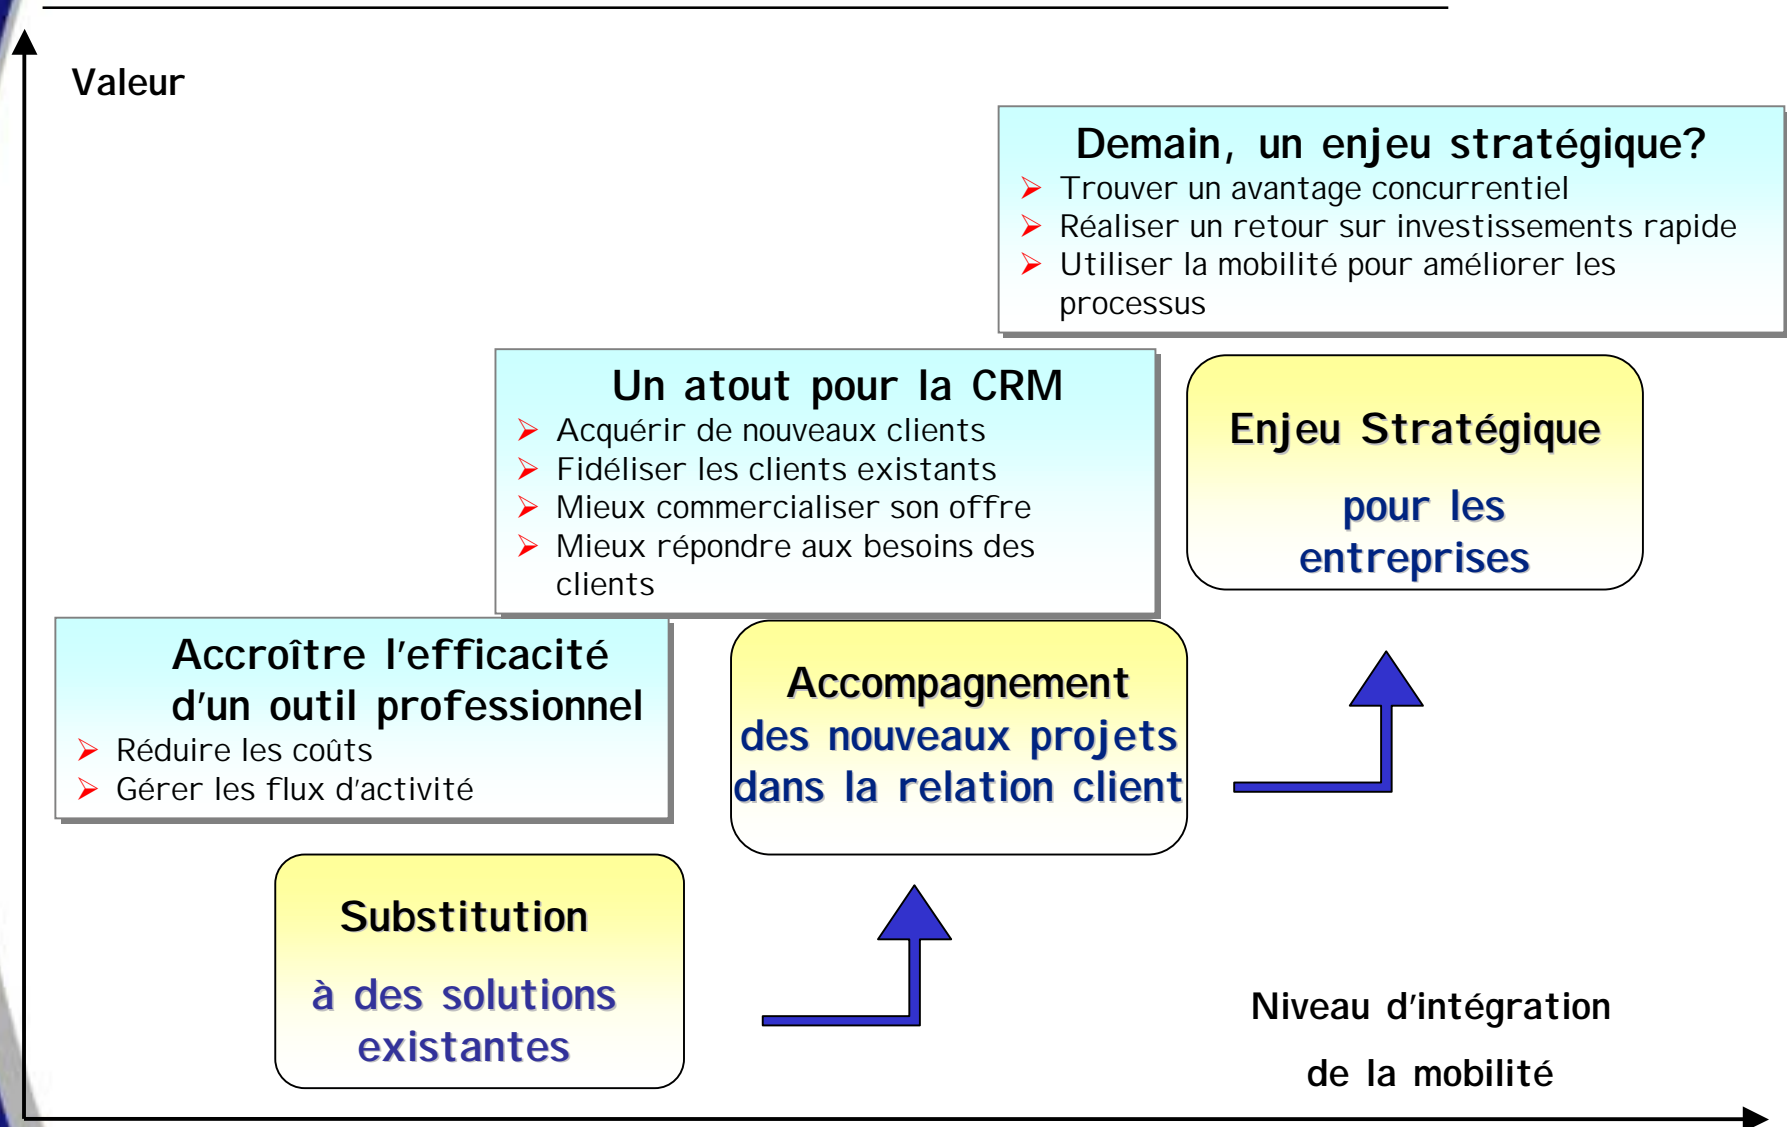 Valeur
Demain, un enjeu stratégique?
Trouver un avantage concurrentiel
Réaliser un retour sur investissements rapide
Utiliser la mobilité pour améliorer les
processus
Un atout pour la CRM
Acquérir de nouveaux clients
Fidéliser les clients existants
Mieux commercialiser son offre
Mieux répondre aux besoins des
clients
Enjeu Stratégique
pour les
entreprises
Accroître l'efficacité
d'un outil professionnel
Réduire les coûts
Gérer les flux d'activité
Accompagnement
des nouveaux projets
dans la relation client
Substitution
à des solutions
existantes
Niveau d'intégration
de la mobilité